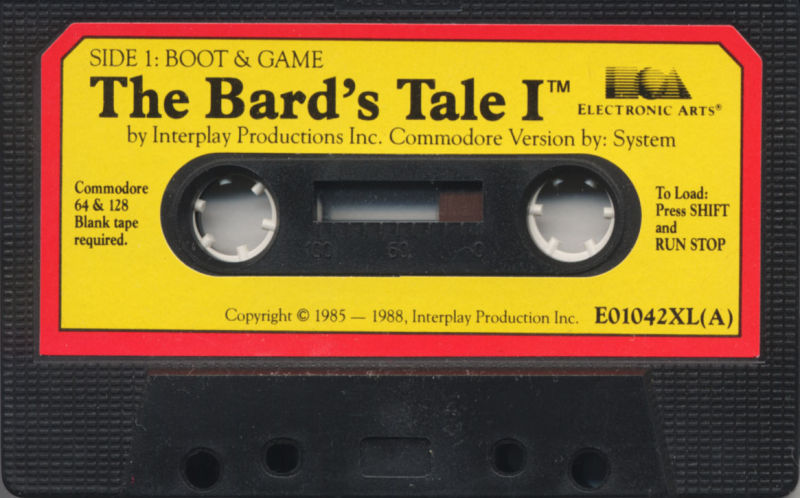 SIDE 1: BOOT & GAME
The Bard's Tale I™
ECA
ELECTRONIC ARTS®
by Interplay Productions Inc. Commodore Version by: System
Commodore
64 & 128
Blank tape
required.
To Load:
Press SHIFT
and
RUN STOP
100 50 0
Copyright © 1985 — 1988, Interplay Production Inc.
E01042XL(A)